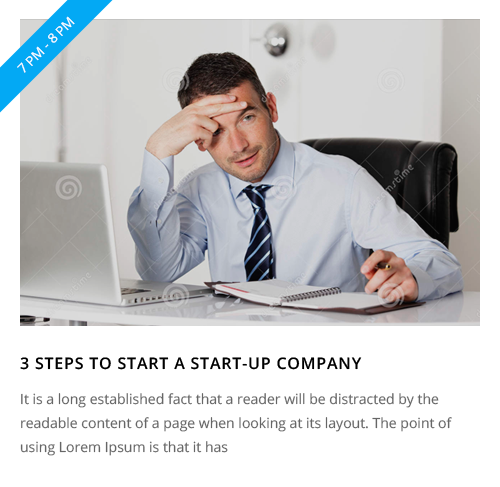 7 PM - 8 PM
3 STEPS TO START A START-UP COMPANY
It is a long established fact that a reader will be distracted by the
readable content of a page when looking at its layout. The point of
using Lorem Ipsum is that it has